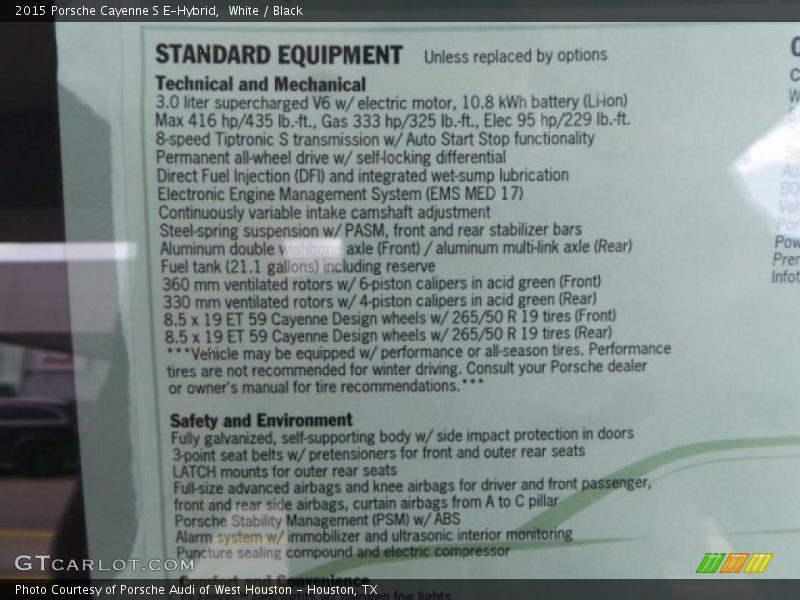 2015 Porsche Cayenne S E-Hybrid, White / Black
STANDARD EQUIPMENT Unless replaced by options
Technical and Mechanical
3.0 liter supercharged V6 w/ electric motor, 10.8 kWh battery (Li-ion)
Max 416 hp/435 lb.-ft., Gas 333 hp/325 lb.-ft., Elec 95 hp/229 lb.-ft.
8-speed Tiptronic S transmission w/ Auto Start Stop functionality
Permanent all-wheel drive w/ self-locking differential
Direct Fuel Injection (DFI) and integrated wet-sump lubrication
Electronic Engine Management System (EMS MED 17)
Continuously variable intake camshaft adjustment
Steel-spring suspension w/ PASM, front and rear stabilizer bars
Aluminum double wishbone axle (Front) / aluminum multi-link axle (Rear)
Fuel tank (21.1 gallons) including reserve
360 mm ventilated rotors w/ 6-piston calipers in acid green (Front)
330 mm ventilated rotors w/ 4-piston calipers in acid green (Rear)
8.5 x 19 ET 59 Cayenne Design wheels w/ 265/50 R 19 tires (Front)
8.5 x 19 ET 59 Cayenne Design wheels w/ 265/50 R 19 tires (Rear)
***Vehicle may be equipped w/ performance or all-season tires. Performance
tires are not recommended for winter driving. Consult your Porsche dealer
or owner's manual for tire recommendations.***
Safety and Environment
Fully galvanized, self-supporting body w/ side impact protection in doors
3-point seat belts w/ pretensioners for front and outer rear seats
LATCH mounts for outer rear seats
Full-size advanced airbags and knee airbags for driver and front passenger,
front and rear side airbags, curtain airbags from A to C pillar
Porsche Stability Management (PSM) w/ ABS
Alarm system w/ immobilizer and ultrasonic interior monitoring
Puncture sealing compound and electric compressor
Comfort and Convenience
fog lights
Pow
Prem
Infot
GTcarlot.com
Photo Courtesy of Porsche Audi of West Houston - Houston, TX